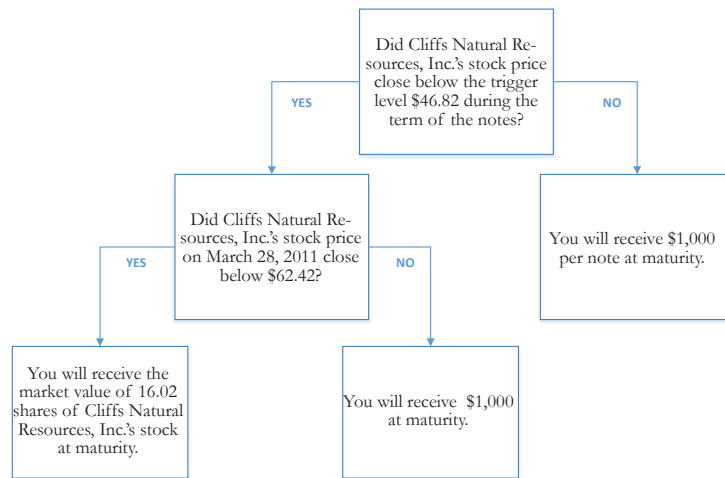 Did Cliffs Natural Re-
sources, Inc.'s stock price
close below the trigger
level $46.82 during the
term of the notes?
YES
NO
Did Cliffs Natural Re-
sources, Inc.'s stock price
on March 28, 2011 close
below $62.42?
You will receive $1,000
per note at maturity.
YES
NO
You will receive the
market value of 16.02
shares of Cliffs Natural
Resources, Inc.'s stock
at maturity.
You will receive $1,000
at maturity.